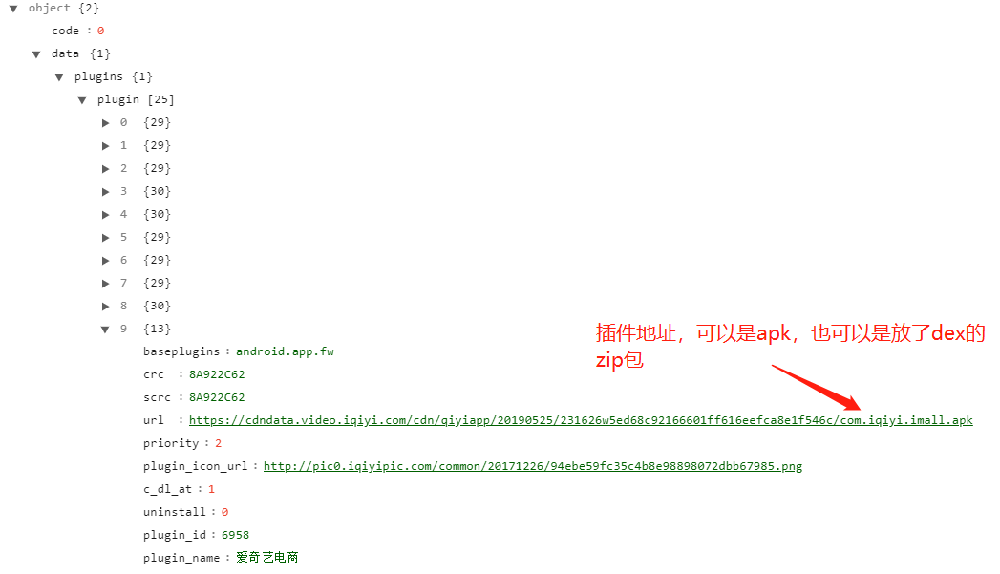 object {2}
code : 0
data {1}
plugins {1}
plugin [25]
0 {29}
1 {29}
2 {29}
3 {30}
4 {30}
5 {29}
6 {29}
7 {29}
8 {30}
9 {13}
baseplugins : android.app.fw
crc : 8A922C62
scrc : 8A922C62
url : https://cdndata.video.iqiyi.com/cdn/qiyiapp/20190525/231626w5ed68c92166601ff616eefca8e1f546c/com.iqiyi.imall.apk
priority : 2
plugin_icon_url : http://pic0.iqiyipic.com/common/20171226/94ebe59fc35c4b8e98898072dbb67985.png
c_dl_at : 1
uninstall : 0
plugin_id : 6958
plugin_name : 爱奇艺电商
插件地址，可以是apk，也可以是放了dex的
zip包